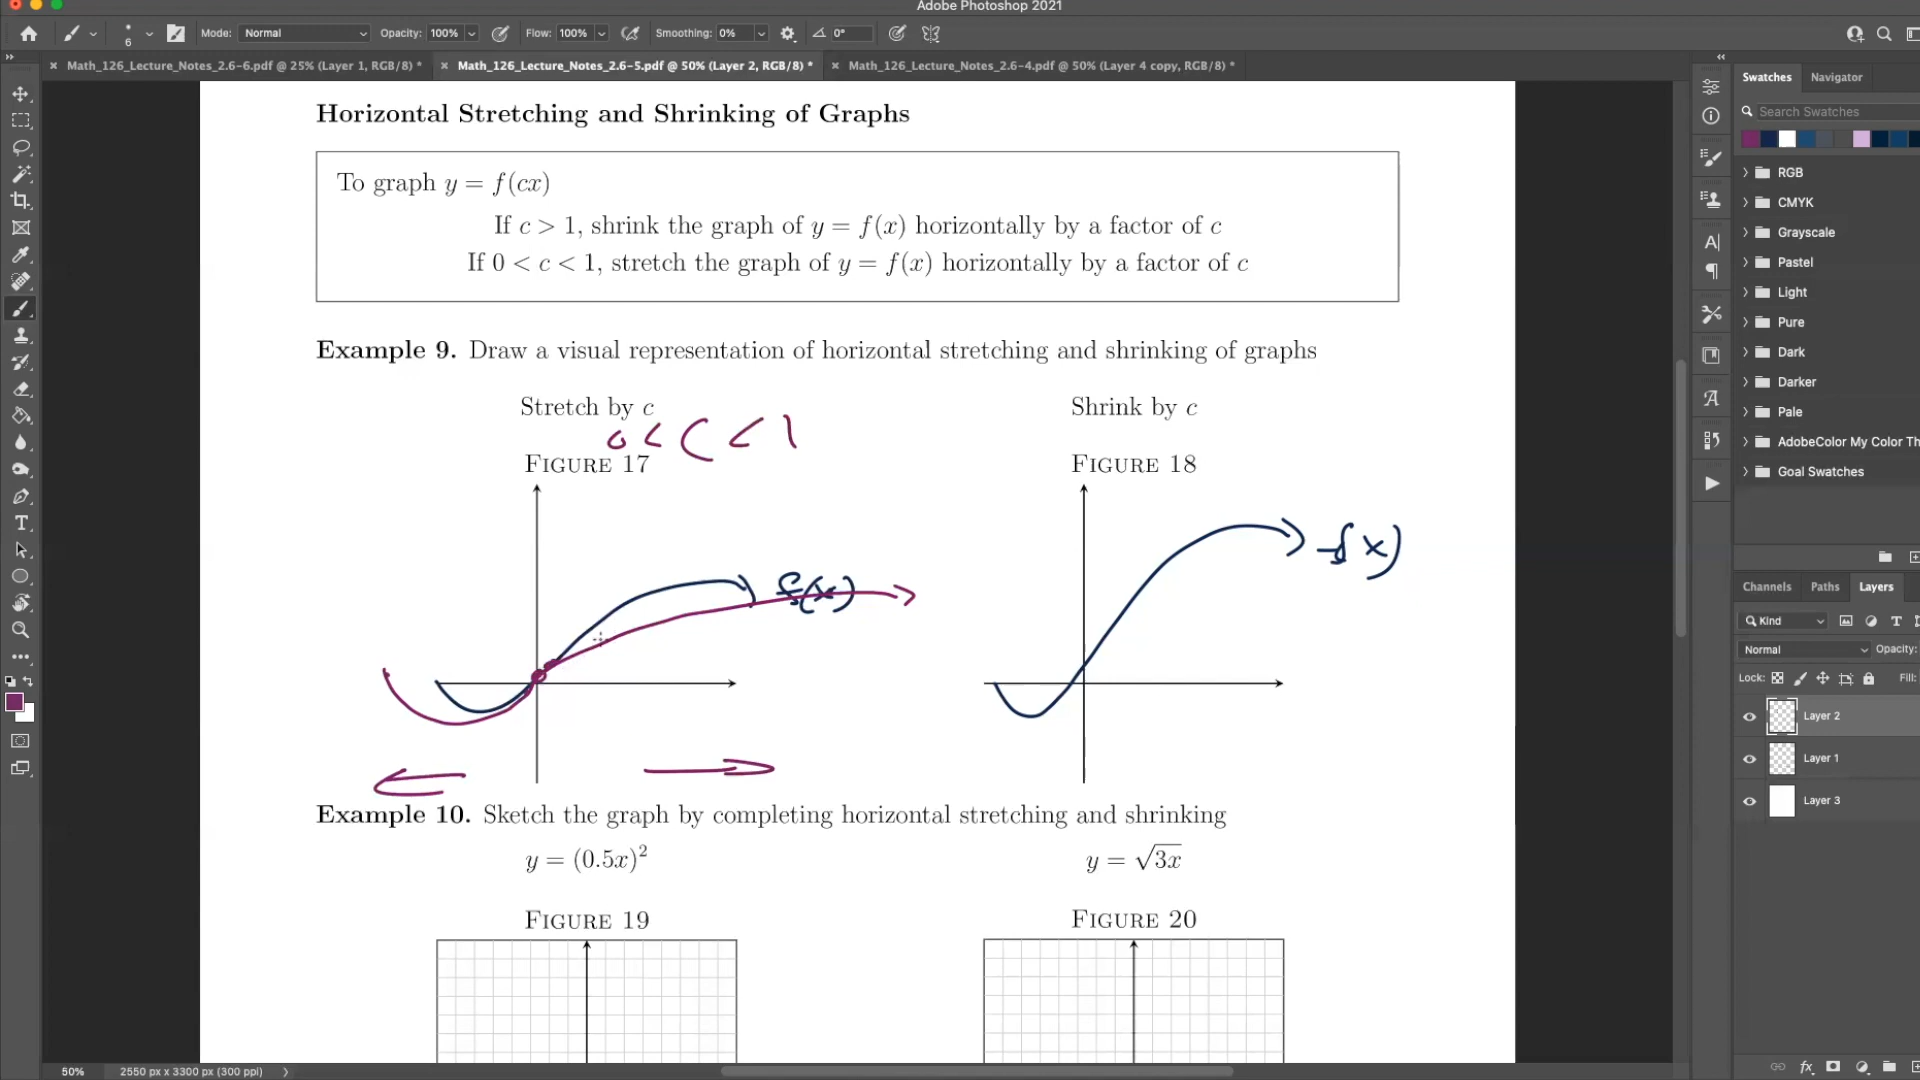 Adobe Photoshop 2021
6 Mode: Normal Opacity: 100% Flow: 100% Smoothing: 0% 0°
Math_126_Lecture_Notes_2.6-6.pdf @ 25% (Layer 1, RGB/8) *
Math_126_Lecture_Notes_2.6-5.pdf @ 50% (Layer 2, RGB/8) *
Math_126_Lecture_Notes_2.6-4.pdf @ 50% (Layer 4 copy, RGB/8) *
Horizontal Stretching and Shrinking of Graphs
To graph y = f(cx)
If c > 1, shrink the graph of y = f(x) horizontally by a factor of c
If 0 < c < 1, stretch the graph of y = f(x) horizontally by a factor of c
Example 9. Draw a visual representation of horizontal stretching and shrinking of graphs
Stretch by c
0 < c < 1
Figure 17
f(x)
Shrink by c
Figure 18
f(x)
Example 10. Sketch the graph by completing horizontal stretching and shrinking
y = (0.5x)²
y = √3x
Figure 19
Figure 20
Swatches Navigator
Search Swatches
RGB
CMYK
Grayscale
Pastel
Light
Pure
Dark
Darker
Pale
AdobeColor My Color Th
Goal Swatches
Channels Paths Layers
Kind
Normal Opacity:
Lock: Fill:
Layer 2
Layer 1
Layer 3
50% 2550 px x 3300 px (300 ppi)